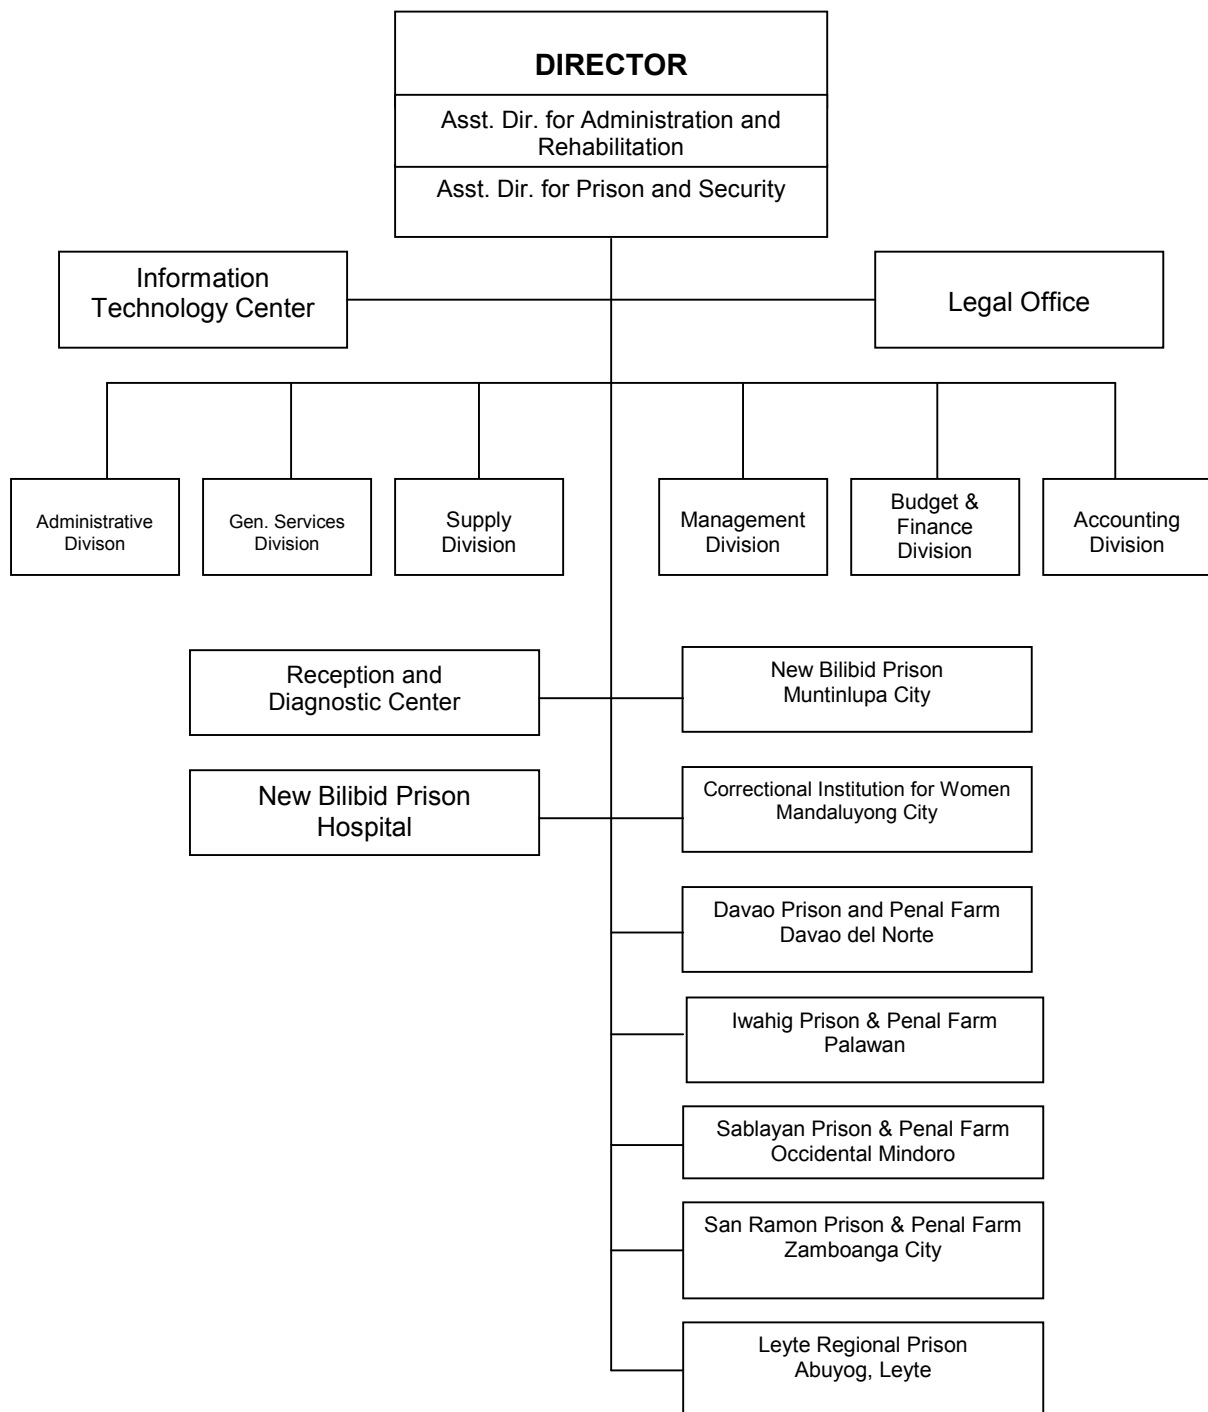 DIRECTOR
Asst. Dir. for Administration and
Rehabilitation
Asst. Dir. for Prison and Security
Information
Technology Center
Legal Office
Administrative
Divison
Gen. Services
Division
Supply
Division
Management
Division
Budget &
Finance
Division
Accounting
Division
Reception and
Diagnostic Center
New Bilibid Prison
Muntinlupa City
New Bilibid Prison
Hospital
Correctional Institution for Women
Mandaluyong City
Davao Prison and Penal Farm
Davao del Norte
Iwahig Prison & Penal Farm
Palawan
Sablayan Prison & Penal Farm
Occidental Mindoro
San Ramon Prison & Penal Farm
Zamboanga City
Leyte Regional Prison
Abuyog, Leyte